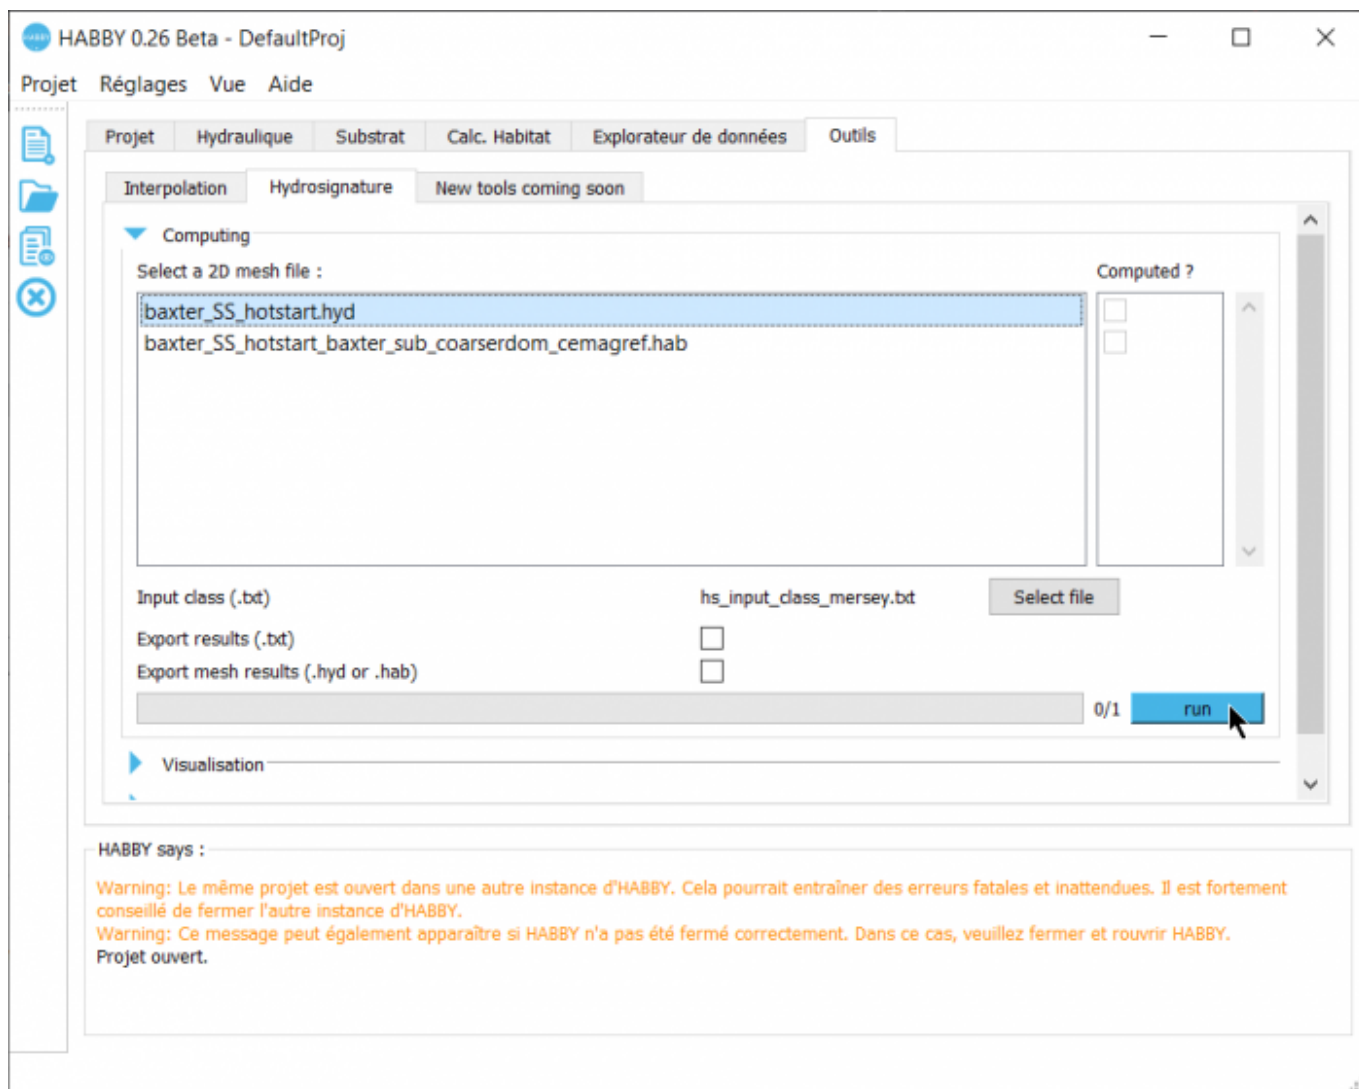 HABBY 0.26 Beta - DefaultProj
Projet Réglages Vue Aide
Projet Hydraulique Substrat Calc. Habitat Explorateur de données Outils
Interpolation Hydrosignature New tools coming soon
Computing
Select a 2D mesh file : Computed ?
baxter_SS_hotstart.hyd
baxter_SS_hotstart_baxter_sub_coarserdom_cemagref.hab
Input class (.txt) hs_input_class_mersey.txt Select file
Export results (.txt)
Export mesh results (.hyd or .hab)
0/1 run
Visualisation
HABBY says :
Warning: Le même projet est ouvert dans une autre instance d'HABBY. Cela pourrait entraîner des erreurs fatales et inattendues. Il est fortement
conseillé de fermer l'autre instance d'HABBY.
Warning: Ce message peut également apparaître si HABBY n'a pas été fermé correctement. Dans ce cas, veuillez fermer et rouvrir HABBY.
Projet ouvert.